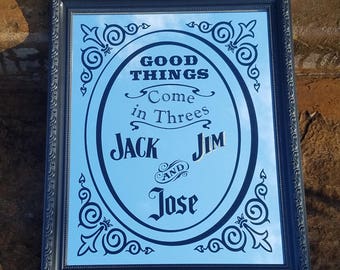 GOOD
THINGS
Come
in Threes
JACK JIM
AND
Jose